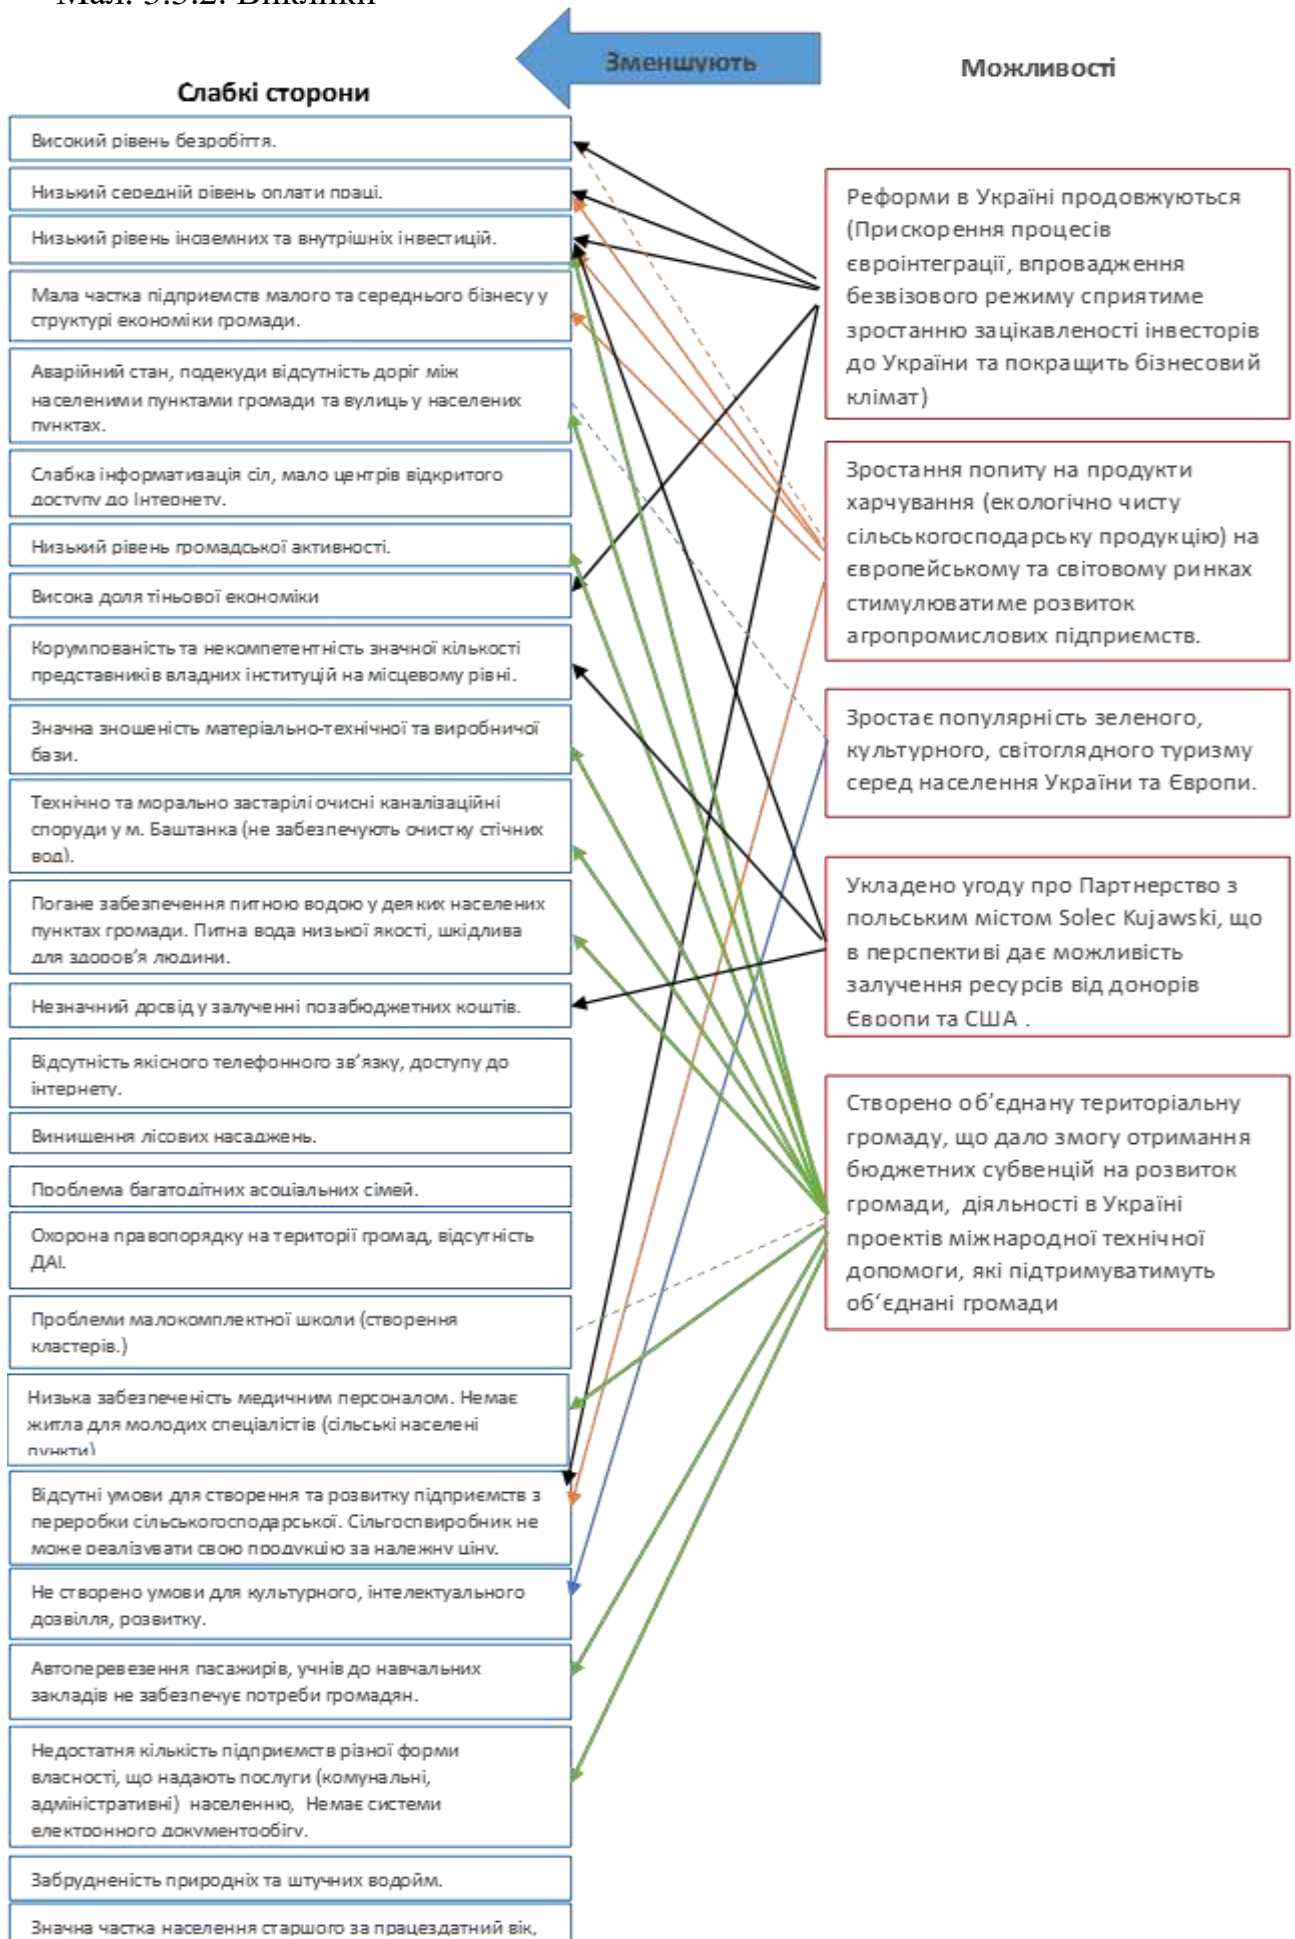 Мал. 3.3.2. Виклики
Зменшують
Можливості
Слабкі сторони
Високий рівень безробіття.
Низький середній рівень оплати праці.
Низький рівень іноземних та внутрішніх інвестицій.
Мала частка підприємств малого та середнього бізнесу у
структурі економіки громади.
Аварійний стан, подекуди відсутність доріг між
населеними пунктами громади та вулиць у населених
пунктах.
Слабка інформатизація сіл, мало центрів відкритого
доступу до Інтернету.
Низький рівень громадської активності.
Висока доля тіньової економіки
Корумпованість та некомпетентність значної кількості
представників владних інституцій на місцевому рівні.
Значна зношеність матеріально-технічної та виробничої
бази.
Технічно та морально застарілі очисні каналізаційні
споруди у м. Баштанка (не забезпечують очистку стічних
вод).
Погане забезпечення питною водою у деяких населених
пунктах громади. Питна вода низької якості, шкідлива
для здоров’я людини.
Незначний досвід у залученні позабюджетних коштів.
Відсутність якісного телефонного зв’язку, доступу до
інтернету.
Винищення лісових насаджень.
Проблема багатодітних асоціальних сімей.
Охорона правопорядку на території громад, відсутність
ДАІ.
Проблеми малокомплектної школи (створення
кластерів.)
Низька забезпеченість медичним персоналом. Немає
житла для молодих спеціалістів (сільські населені
пункти)
Відсутні умови для створення та розвитку підприємств з
переробки сільськогосподарської. Сільгоспвиробник не
може реалізувати свою продукцію за належну ціну.
Не створено умови для культурного, інтелектуального
дозвілля, розвитку.
Автоперевезення пасажирів, учнів до навчальних
закладів не забезпечує потреби громадян.
Недостатня кількість підприємств різної форми
власності, що надають послуги (комунальні,
адміністративні) населенню, Немає системи
електронного документообігу.
Забрудненість природніх та штучних водойм.
Значна частка населення старшого за працездатний вік,
Реформи в Україні продовжуються
(Прискорення процесів
євроінтеграції, впровадження
безвізового режиму сприятиме
зростанню зацікавленості інвесторів
до України та покращить бізнесовий
клімат)
Зростання попиту на продукти
харчування (екологічно чисту
сільськогосподарську продукцію) на
європейському та світовому ринках
стимулюватиме розвиток
агропромислових підприємств.
Зростає популярність зеленого,
культурного, світоглядного туризму
серед населення України та Європи.
Укладено угоду про Партнерство з
польським містом Solec Kujawski, що
в перспективі дає можливість
залучення ресурсів від донорів
Європи та США .
Створено об’єднану територіальну
громаду, що дало змогу отримання
бюджетних субвенцій на розвиток
громади, діяльності в Україні
проектів міжнародної технічної
допомоги, які підтримуватимуть
об’єднані громади